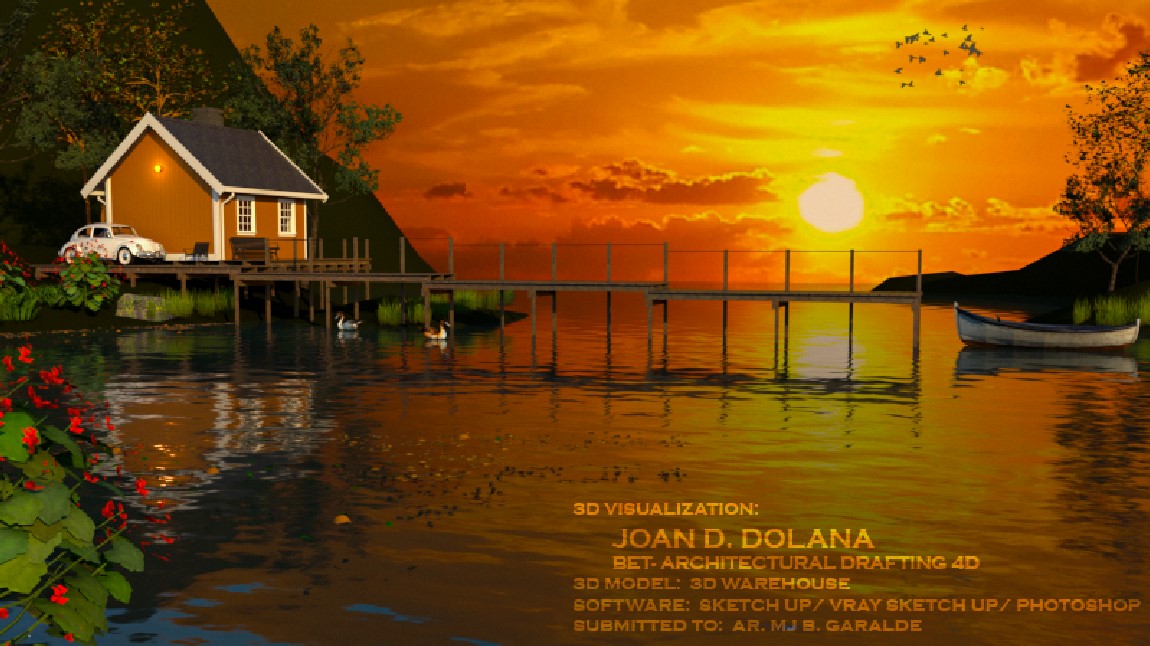 3D VISUALIZATION:
JOAN D. DOLANA
BET- ARCHITECTURAL DRAFTING 4D
3D MODEL: 3D WAREHOUSE
SOFTWARE: SKETCH UP/ VRAY SKETCH UP/ PHOTOSHOP
SUBMITTED TO: AR. MJ B. GARALDE